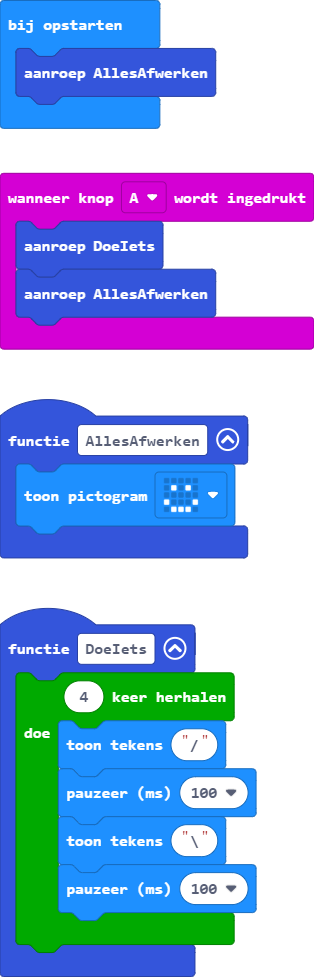 bij opstarten
aanroep AllesAfwerken
wanneer knop A wordt ingedrukt
aanroep DoeIets
aanroep AllesAfwerken
functie AllesAfwerken
toon pictogram
functie DoeIets
4 keer herhalen
doe
toon tekens "/"
pauzeer (ms) 100
toon tekens "\"
pauzeer (ms) 100